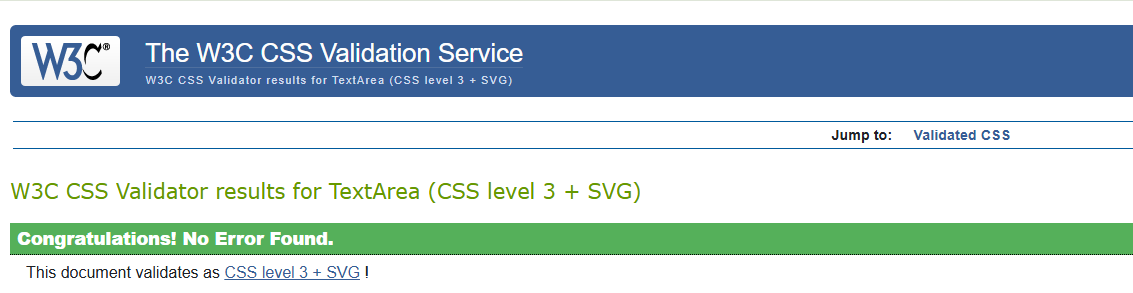 W3C®
The W3C CSS Validation Service
W3C CSS Validator results for TextArea (CSS level 3 + SVG)
Jump to: Validated CSS
W3C CSS Validator results for TextArea (CSS level 3 + SVG)
Congratulations! No Error Found.
This document validates as CSS level 3 + SVG !